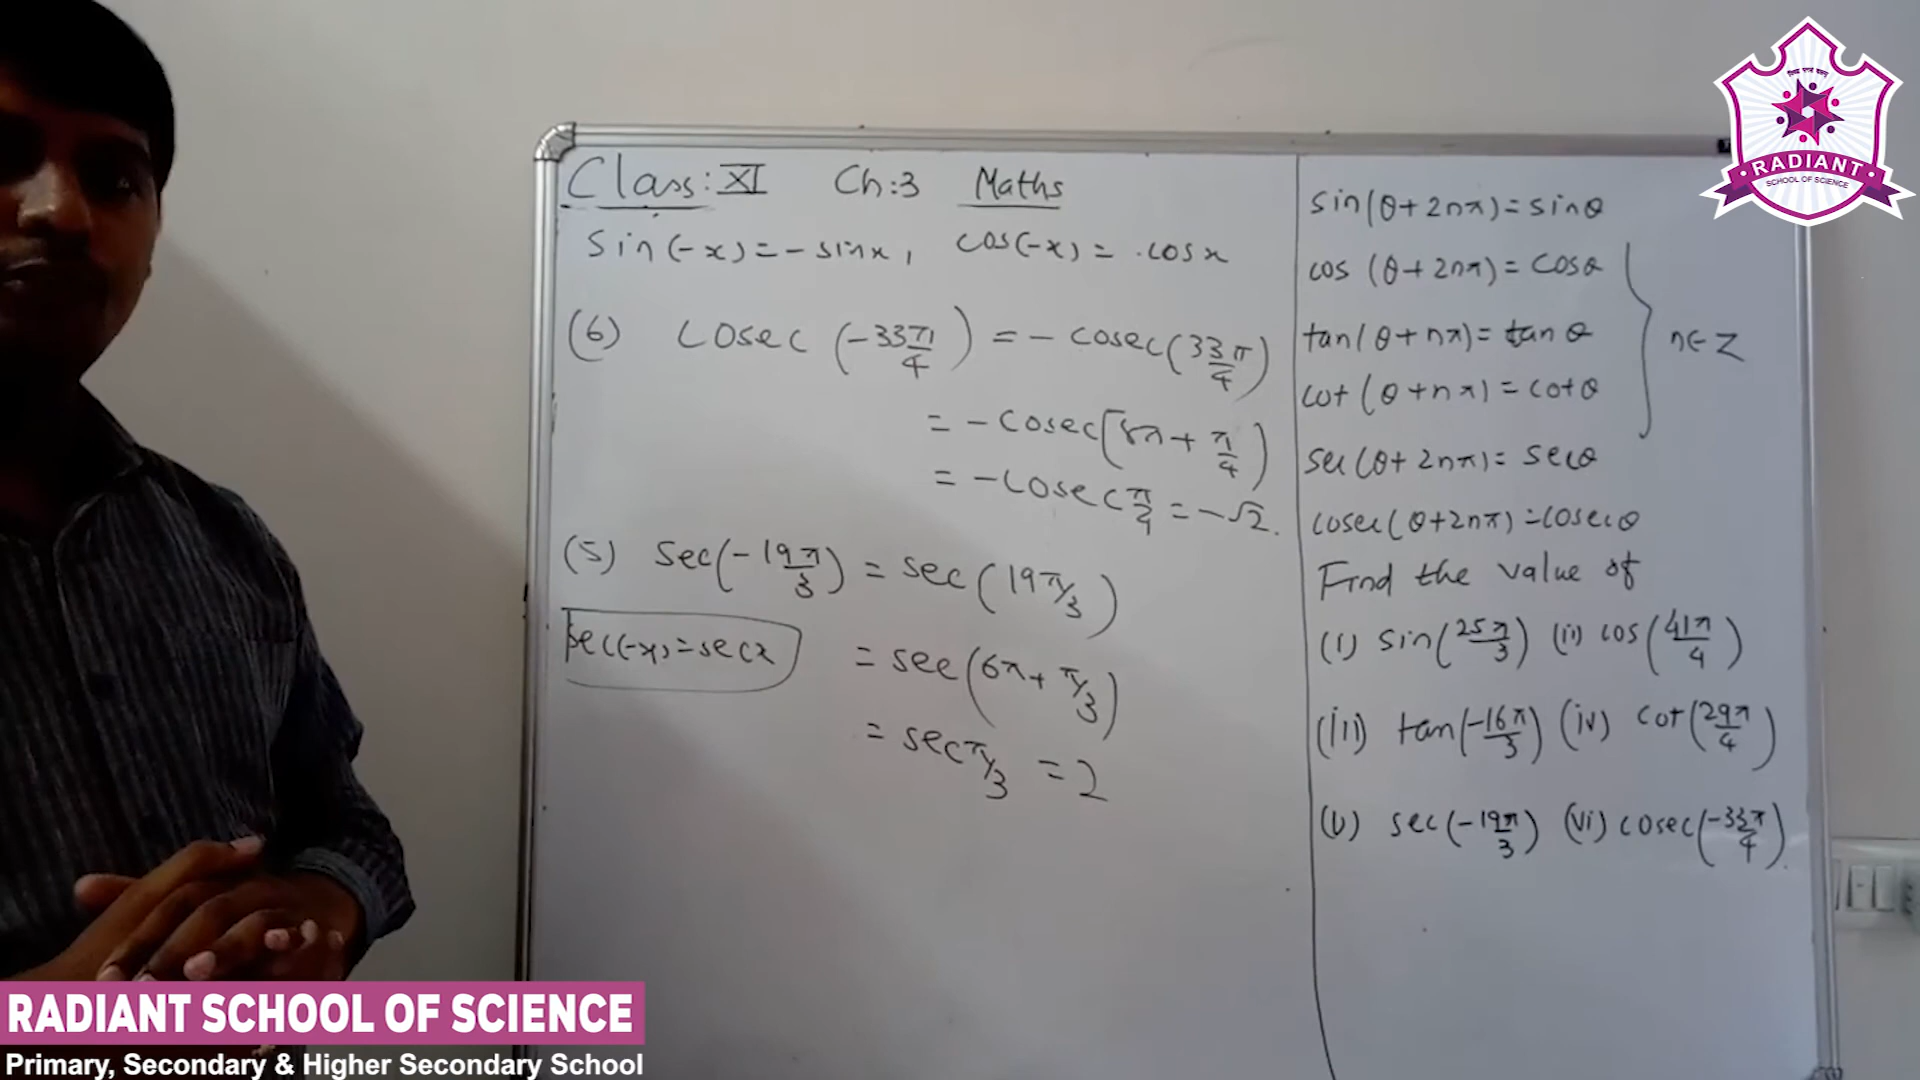 Class: XI Ch:3 Maths
sin(-x)=-sinx, cos(-x)= cosx
(6) cosec(-33π/4) = -cosec(33π/4)
= -cosec(8π+π/4)
= -cosec π/4 = -√2.
(5) sec(-19π/3) = sec(19π/3)
sec(-x)=secx
= sec(6π+π/3)
= sec π/3 = 2
sin(θ+2nπ)=sinθ
cos (θ+2nπ)=cosθ
tan(θ+nπ)=tanθ
cot(θ+nπ)=cotθ
n∈Z
sec(θ+2nπ)=secθ
cosec(θ+2nπ)=cosecθ
Find the value of
(i) sin(25π/3) (ii) cos(41π/4)
(iii) tan(-16π/3) (iv) cot(29π/4)
(v) sec(-19π/3) (vi) cosec(-33π/4).
RADIANT
SCHOOL OF SCIENCE
RADIANT SCHOOL OF SCIENCE
Primary, Secondary & Higher Secondary School